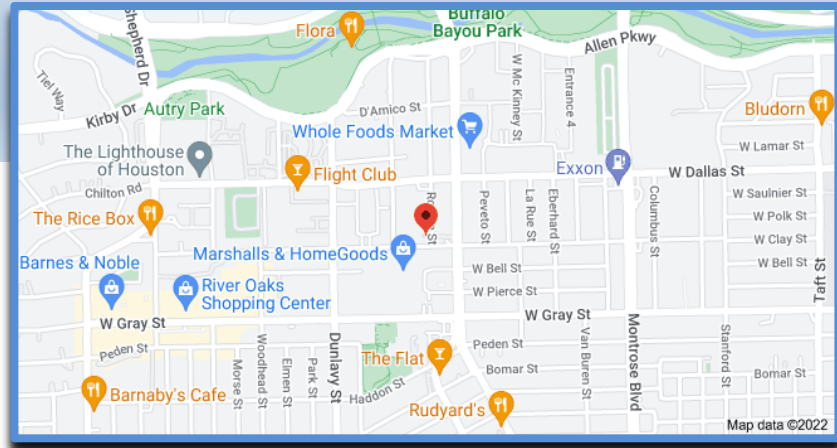 Buffalo
Bayou Park
Flora
Allen Pkwy
Shepherd Dr
Tiel Way
Kirby Dr
Autry Park
D'Amico St
W Mc Kinney St
Entrance 4
Bludorn
Whole Foods Market
W Lamar St
The Lighthouse
of Houston
Exxon
W Dallas St
Flight Club
Chilton Rd
Peveto St
La Rue St
Eberhard St
Columbus St
W Saulnier St
The Rice Box
W Polk St
W Clay St
Marshalls & HomeGoods
Barnes & Noble
W Bell St
W Bell St
River Oaks
Shopping Center
W Pierce St
Taft St
W Gray St
W Gray St
Dunlavy St
Montrose Blvd
Van Buren St
Stanford St
Peden St
Peden St
Morse St
Woodhead St
Elmen St
Park St
The Flat
Bomar St
Bomar St
Haddon St
Barnaby's Cafe
Rudyard's
Map data ©2022